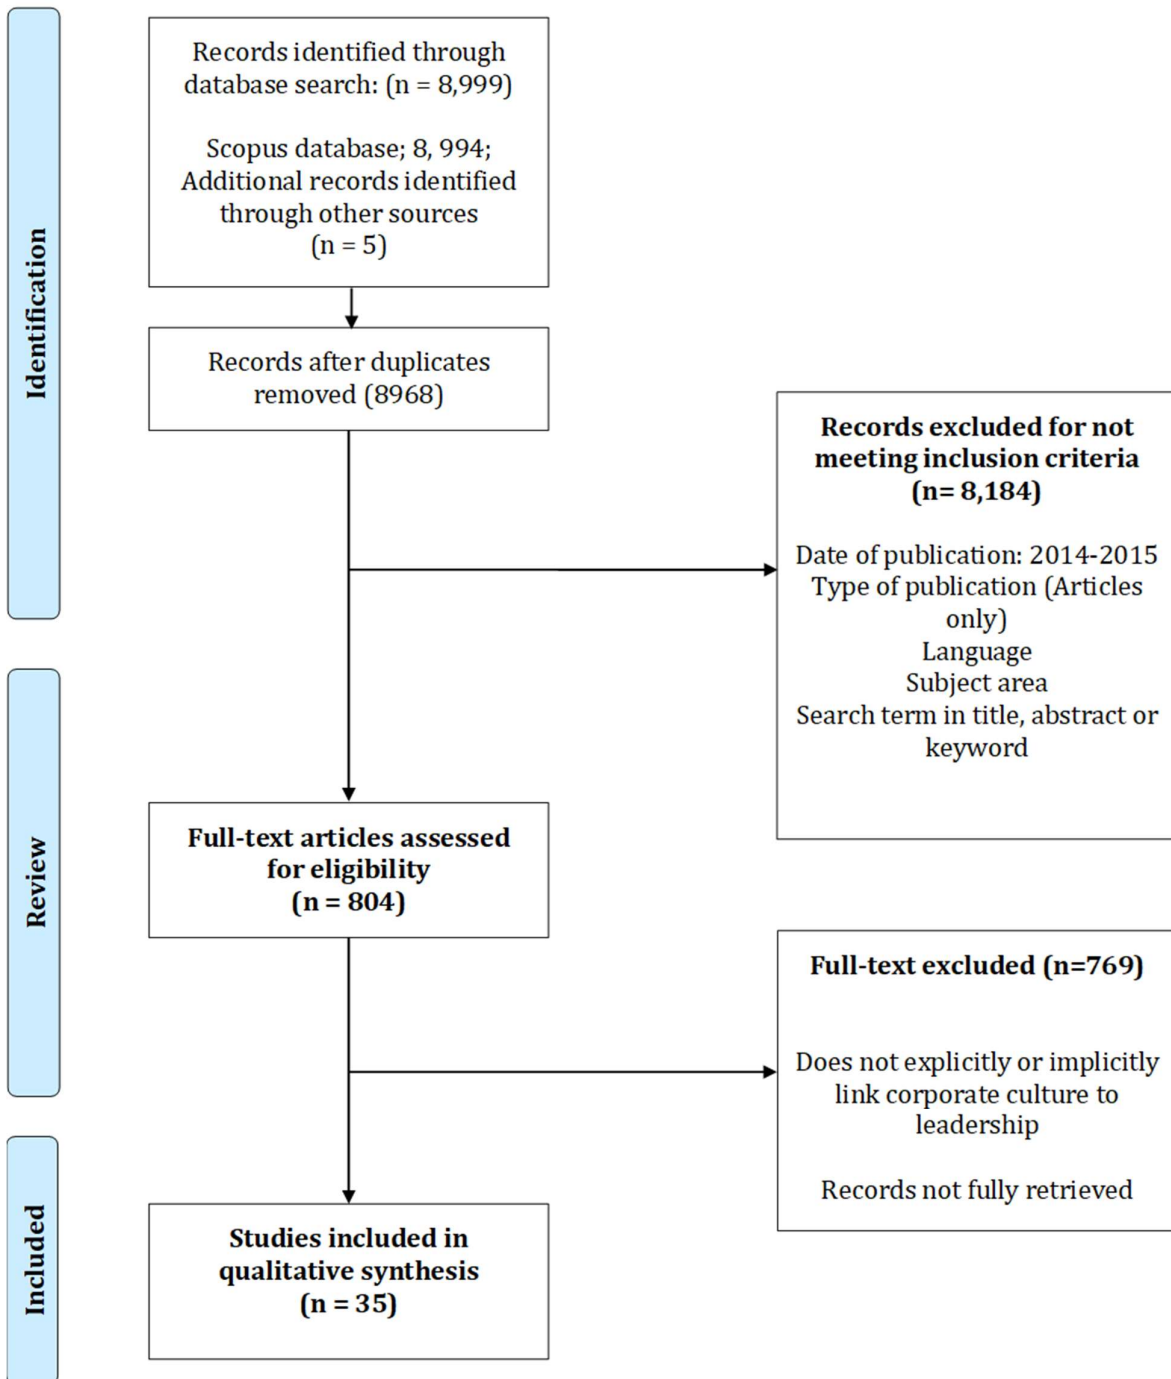 Identification
Records identified through
database search: (n = 8,999)
Scopus database; 8, 994;
Additional records identified
through other sources
(n = 5)
Records after duplicates
removed (8968)
Records excluded for not
meeting inclusion criteria
(n= 8,184)
Date of publication: 2014-2015
Type of publication (Articles
only)
Language
Subject area
Search term in title, abstract or
keyword
Review
Full-text articles assessed
for eligibility
(n = 804)
Full-text excluded (n=769)
Does not explicitly or implicitly
link corporate culture to
leadership
Records not fully retrieved
Included
Studies included in
qualitative synthesis
(n = 35)